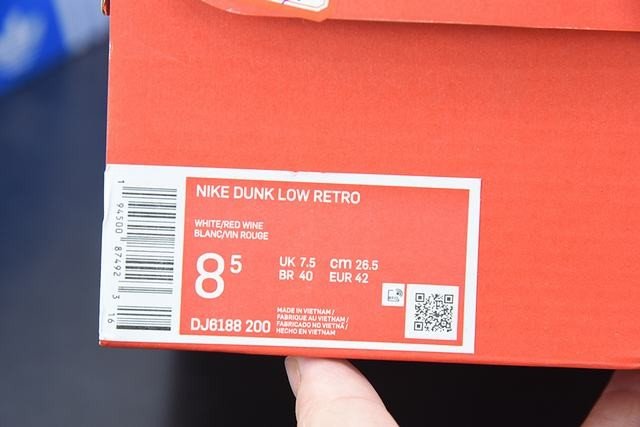 NIKE DUNK LOW RETRO
WHITE/RED WINE
BLANC/VIN ROUGE
8 5
UK 7.5 cm 26.5
BR 40 EUR 42
DJ6188 200
MADE IN VIETNAM /
FABRIQUE AU VIETNAM /
FABRICADO NO VIETNÃ /
HECHO EN VIETNAM
1 94500 87492 3 16